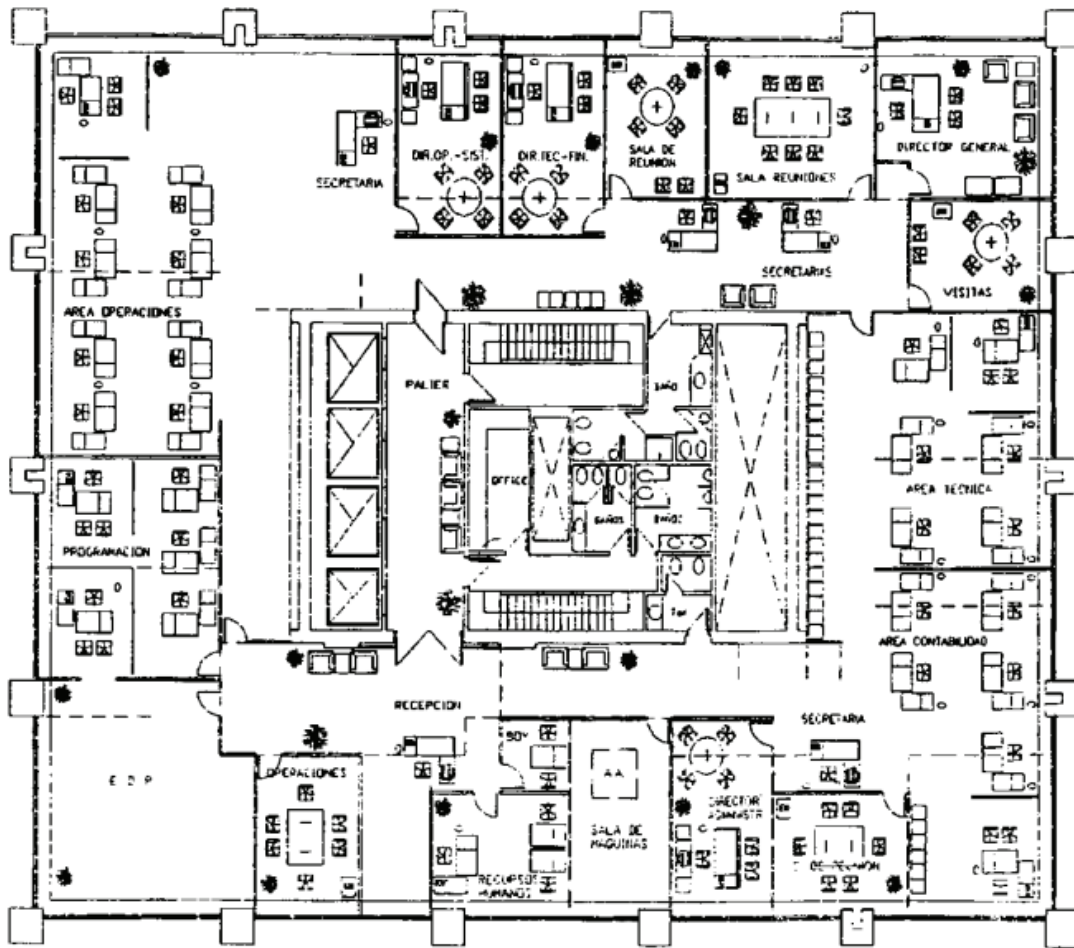 DIR.OP.-SIST.
DIR.TEC-FIN.
SALA DE
REUNION
SALA REUNIONES
DIRECTOR GENERAL
SECRETARIA
SECRETARIAS
VISITAS
AREA OPERACIONES
PALIER
BAÑO
OFFICE
BAÑOS
BAÑOS
AREA TECNICA
PROGRAMACION
AREA CONTABILIDAD
RECEPCION
SECRETARIA
BOY
E D P
OPERACIONES
A.A.
DIRECTOR
ADMINISTR
SALA DE
MAQUINAS
RECURSOS
HUMANOS